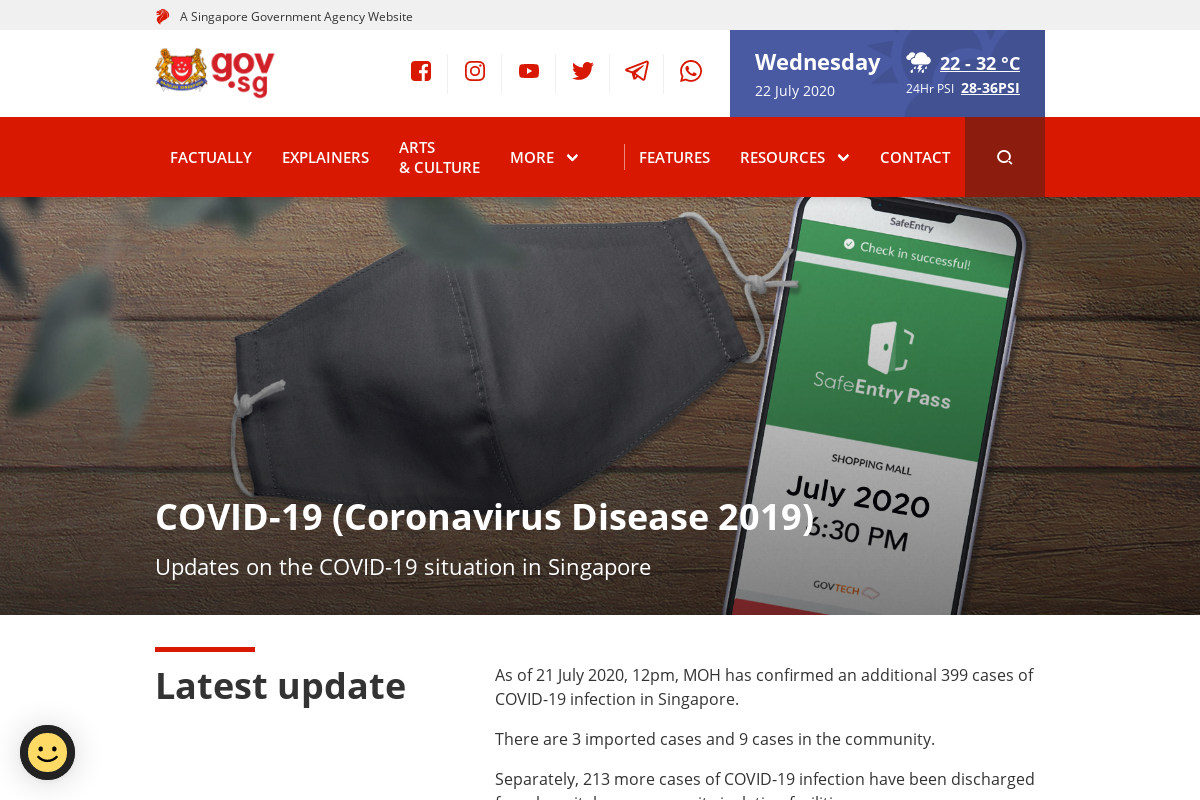 A Singapore Government Agency Website
gov
.sg
Wednesday
22 July 2020
22 - 32 °C
24Hr PSI 28-36PSI
FACTUALLY
EXPLAINERS
ARTS
& CULTURE
MORE
FEATURES
RESOURCES
CONTACT
SafeEntry
Check in successful!
SafeEntry Pass
SHOPPING MALL
July 2020
6:30 PM
GOVTECH
COVID-19 (Coronavirus Disease 2019)
Updates on the COVID-19 situation in Singapore
Latest update
As of 21 July 2020, 12pm, MOH has confirmed an additional 399 cases of
COVID-19 infection in Singapore.
There are 3 imported cases and 9 cases in the community.
Separately, 213 more cases of COVID-19 infection have been discharged